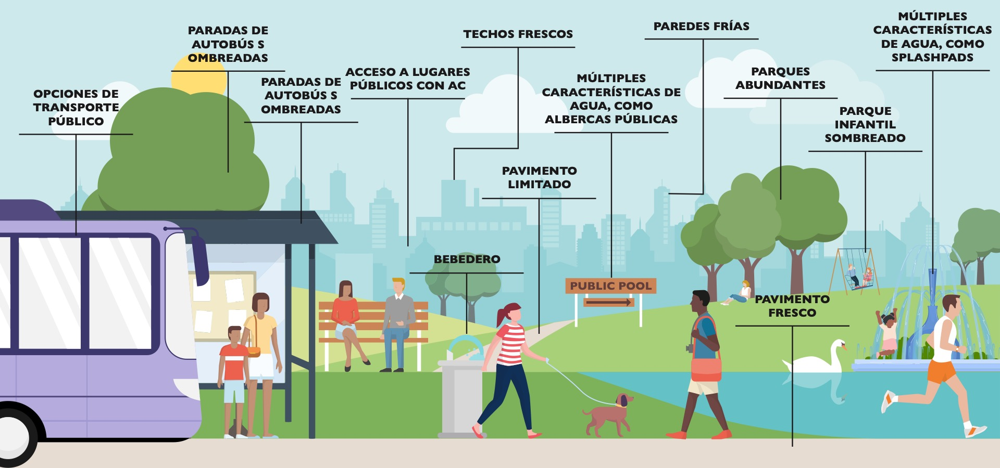 OPCIONES DE
TRANSPORTE
PÚBLICO
PARADAS DE
AUTOBÚS S
OMBREADAS
PARADAS DE
AUTOBÚS S
OMBREADAS
ACCESO A LUGARES
PÚBLICOS CON AC
TECHOS FRESCOS
BEBEDERO
PAVIMENTO
LIMITADO
MÚLTIPLES
CARACTERÍSTICAS DE
AGUA, COMO
ALBERCAS PÚBLICAS
PUBLIC POOL
PAREDES FRÍAS
PARQUES
ABUNDANTES
PAVIMENTO
FRESCO
PARQUE
INFANTIL
SOMBREADO
MÚLTIPLES
CARACTERÍSTICAS
DE AGUA, COMO
SPLASHPADS